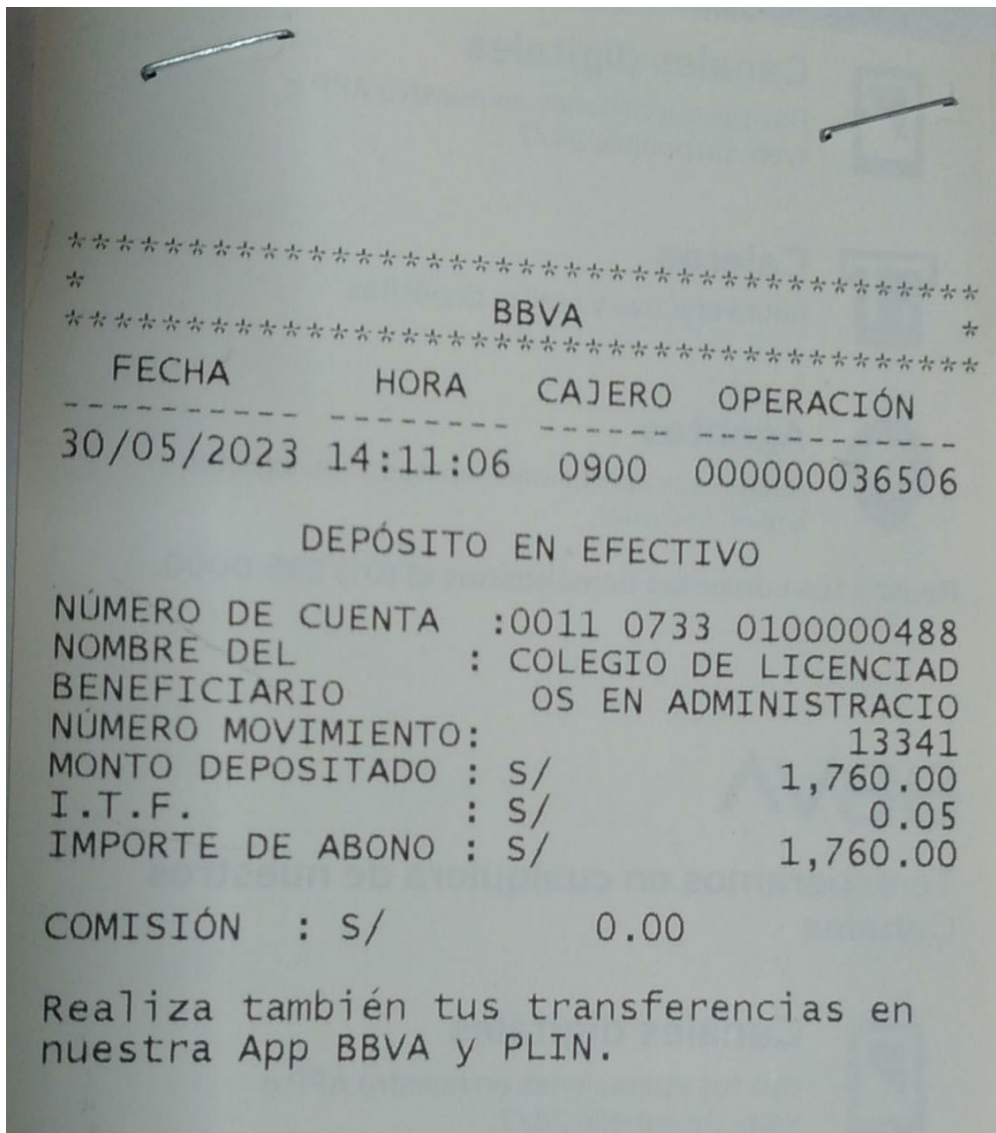 **************************************
* BBVA *
**************************************
FECHA HORA CAJERO OPERACIÓN
---------- -------- ------ ------------
30/05/2023 14:11:06 0900 000000036506
DEPÓSITO EN EFECTIVO
NÚMERO DE CUENTA :0011 0733 0100000488
NOMBRE DEL : COLEGIO DE LICENCIAD
BENEFICIARIO OS EN ADMINISTRACIO
NÚMERO MOVIMIENTO: 13341
MONTO DEPOSITADO : S/ 1,760.00
I.T.F. : S/ 0.05
IMPORTE DE ABONO : S/ 1,760.00
COMISIÓN : S/ 0.00
Realiza también tus transferencias en
nuestra App BBVA y PLIN.